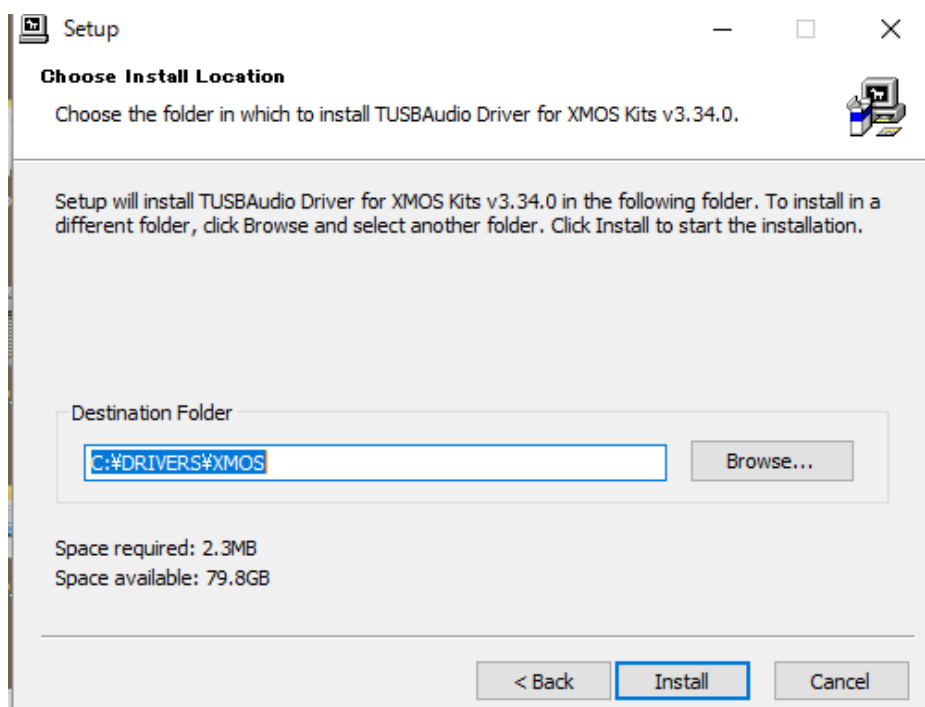 Setup
Choose Install Location
Choose the folder in which to install TUSBAudio Driver for XMOS Kits v3.34.0.
Setup will install TUSBAudio Driver for XMOS Kits v3.34.0 in the following folder. To install in a
different folder, click Browse and select another folder. Click Install to start the installation.
Destination Folder
C:¥DRIVERS¥XMOS
Browse...
Space required: 2.3MB
Space available: 79.8GB
< Back
Install
Cancel